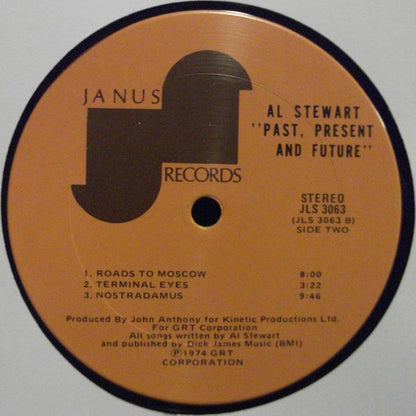 JANUS
RECORDS
AL STEWART
"PAST, PRESENT
AND FUTURE"
STEREO
JLS 3063
(JLS 3063 B)
SIDE TWO
1. ROADS TO MOSCOW 8:00
2. TERMINAL EYES 3:22
3. NOSTRADAMUS 9:46
Produced By John Anthony for Kinetic Productions Ltd.
For GRT Corporation
All songs written by Al Stewart
and published by Dick James Music (BMI)
Ⓟ1974 GRT
CORPORATION